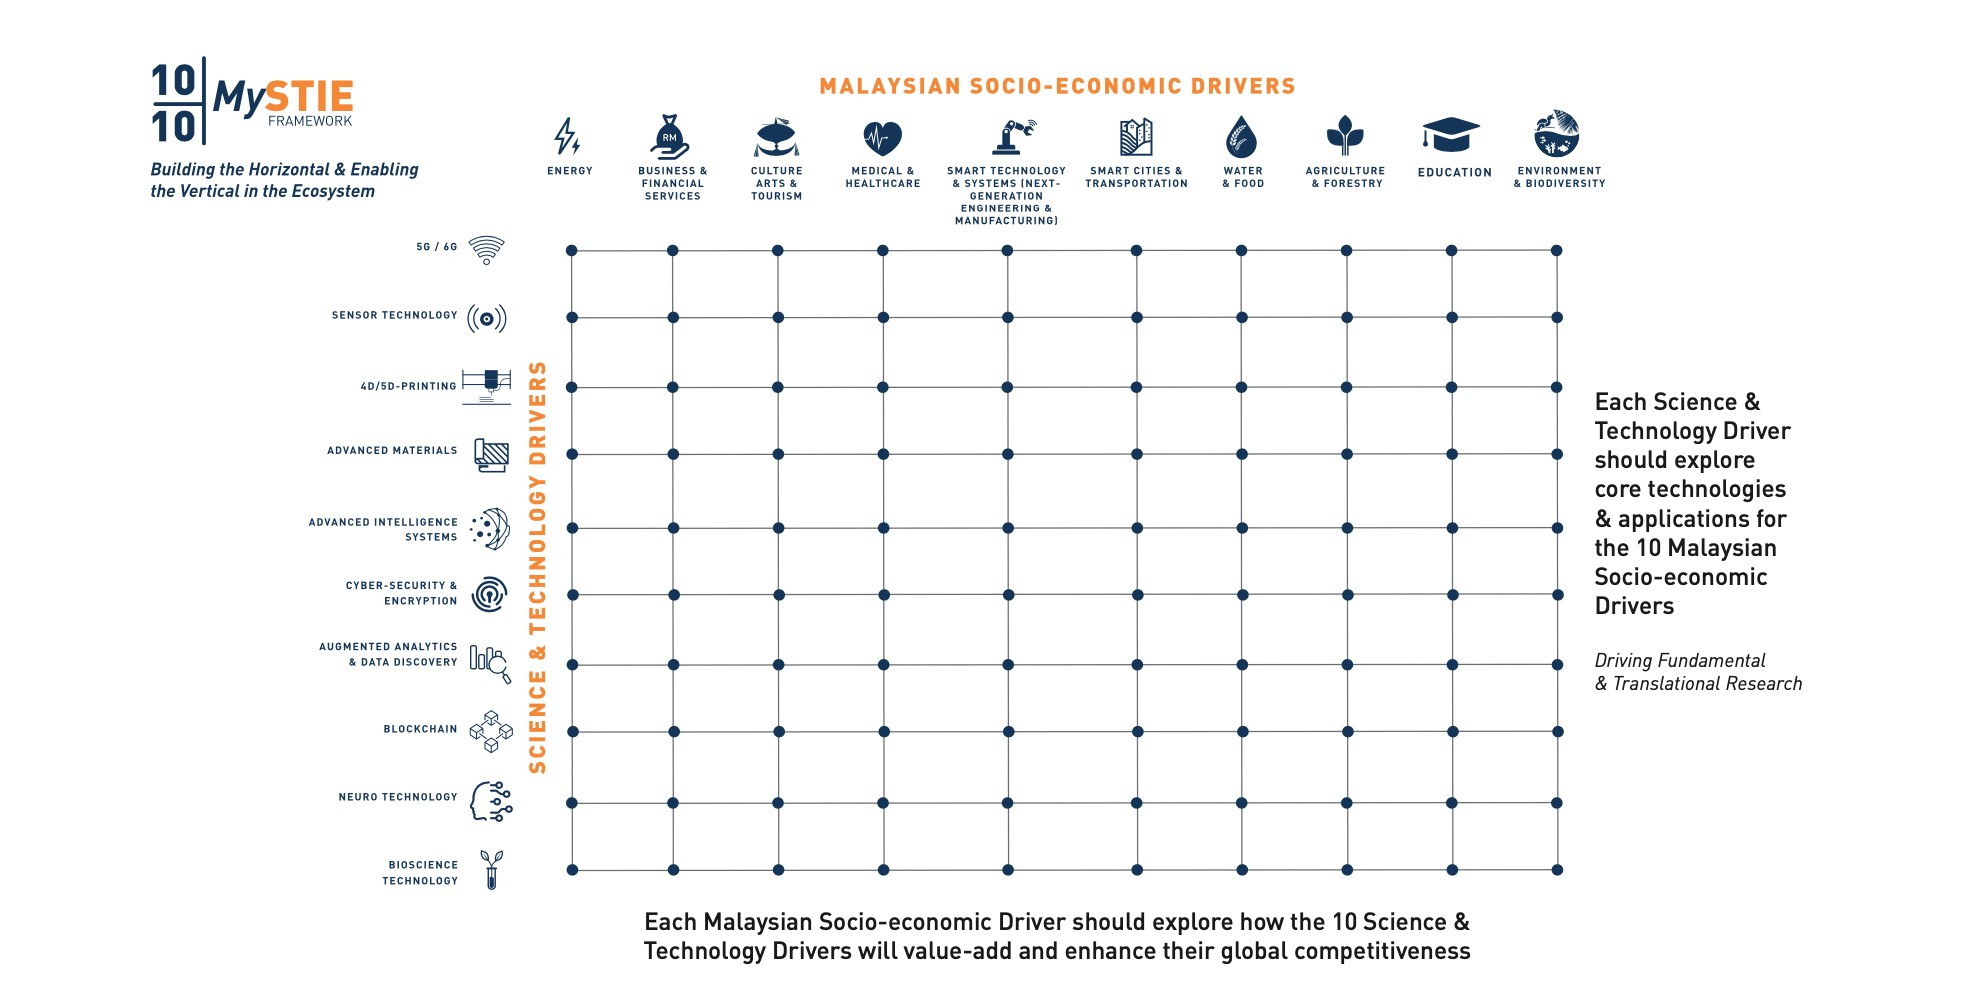 10
10
MySTIE
FRAMEWORK
Building the Horizontal & Enabling
the Vertical in the Ecosystem
MALAYSIAN SOCIO-ECONOMIC DRIVERS
RM
ENERGY
BUSINESS &
FINANCIAL
SERVICES
CULTURE
ARTS &
TOURISM
MEDICAL &
HEALTHCARE
SMART TECHNOLOGY
& SYSTEMS (NEXT-
GENERATION
ENGINEERING &
MANUFACTURING)
SMART CITIES &
TRANSPORTATION
WATER
& FOOD
AGRICULTURE
& FORESTRY
EDUCATION
ENVIRONMENT
& BIODIVERSITY
SCIENCE & TECHNOLOGY DRIVERS
5G / 6G
SENSOR TECHNOLOGY
4D/5D-PRINTING
ADVANCED MATERIALS
ADVANCED INTELLIGENCE
SYSTEMS
CYBER-SECURITY &
ENCRYPTION
AUGMENTED ANALYTICS
& DATA DISCOVERY
BLOCKCHAIN
NEURO TECHNOLOGY
BIOSCIENCE
TECHNOLOGY
Each Science &
Technology Driver
should explore
core technologies
& applications for
the 10 Malaysian
Socio-economic
Drivers
Driving Fundamental
& Translational Research
Each Malaysian Socio-economic Driver should explore how the 10 Science &
Technology Drivers will value-add and enhance their global competitiveness